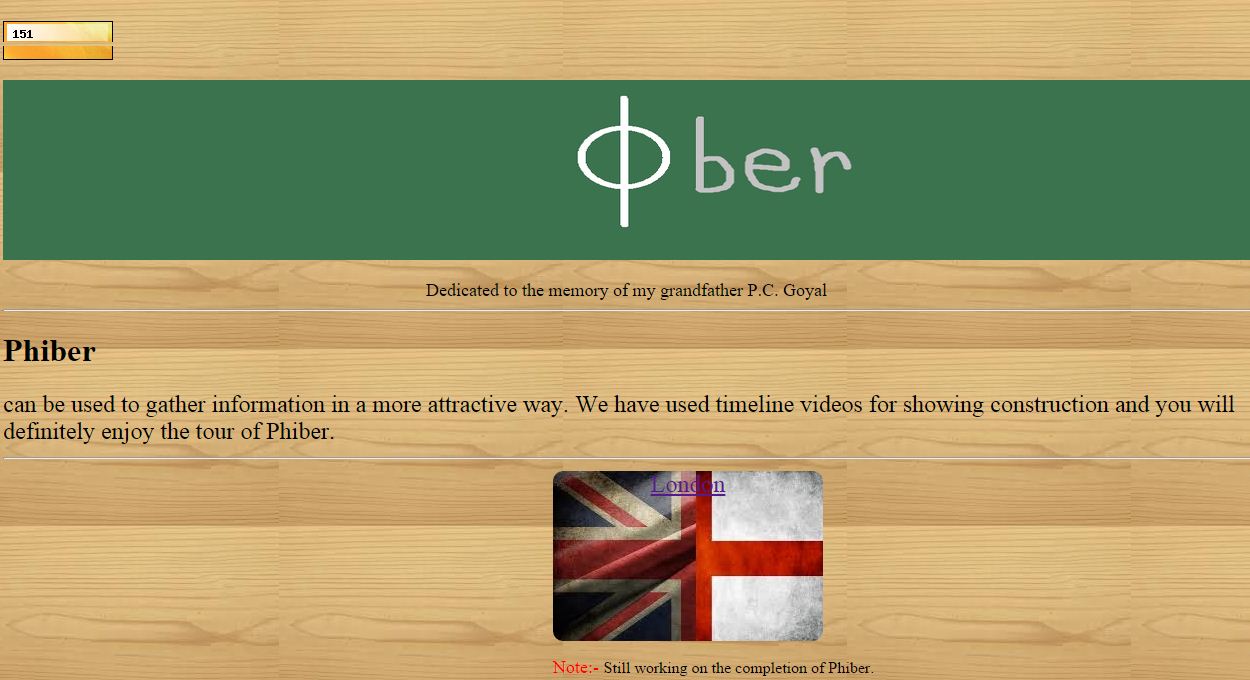 151
Φber
Dedicated to the memory of my grandfather P.C. Goyal
Phiber
can be used to gather information in a more attractive way. We have used timeline videos for showing construction and you will
definitely enjoy the tour of Phiber.
London
Note:- Still working on the completion of Phiber.